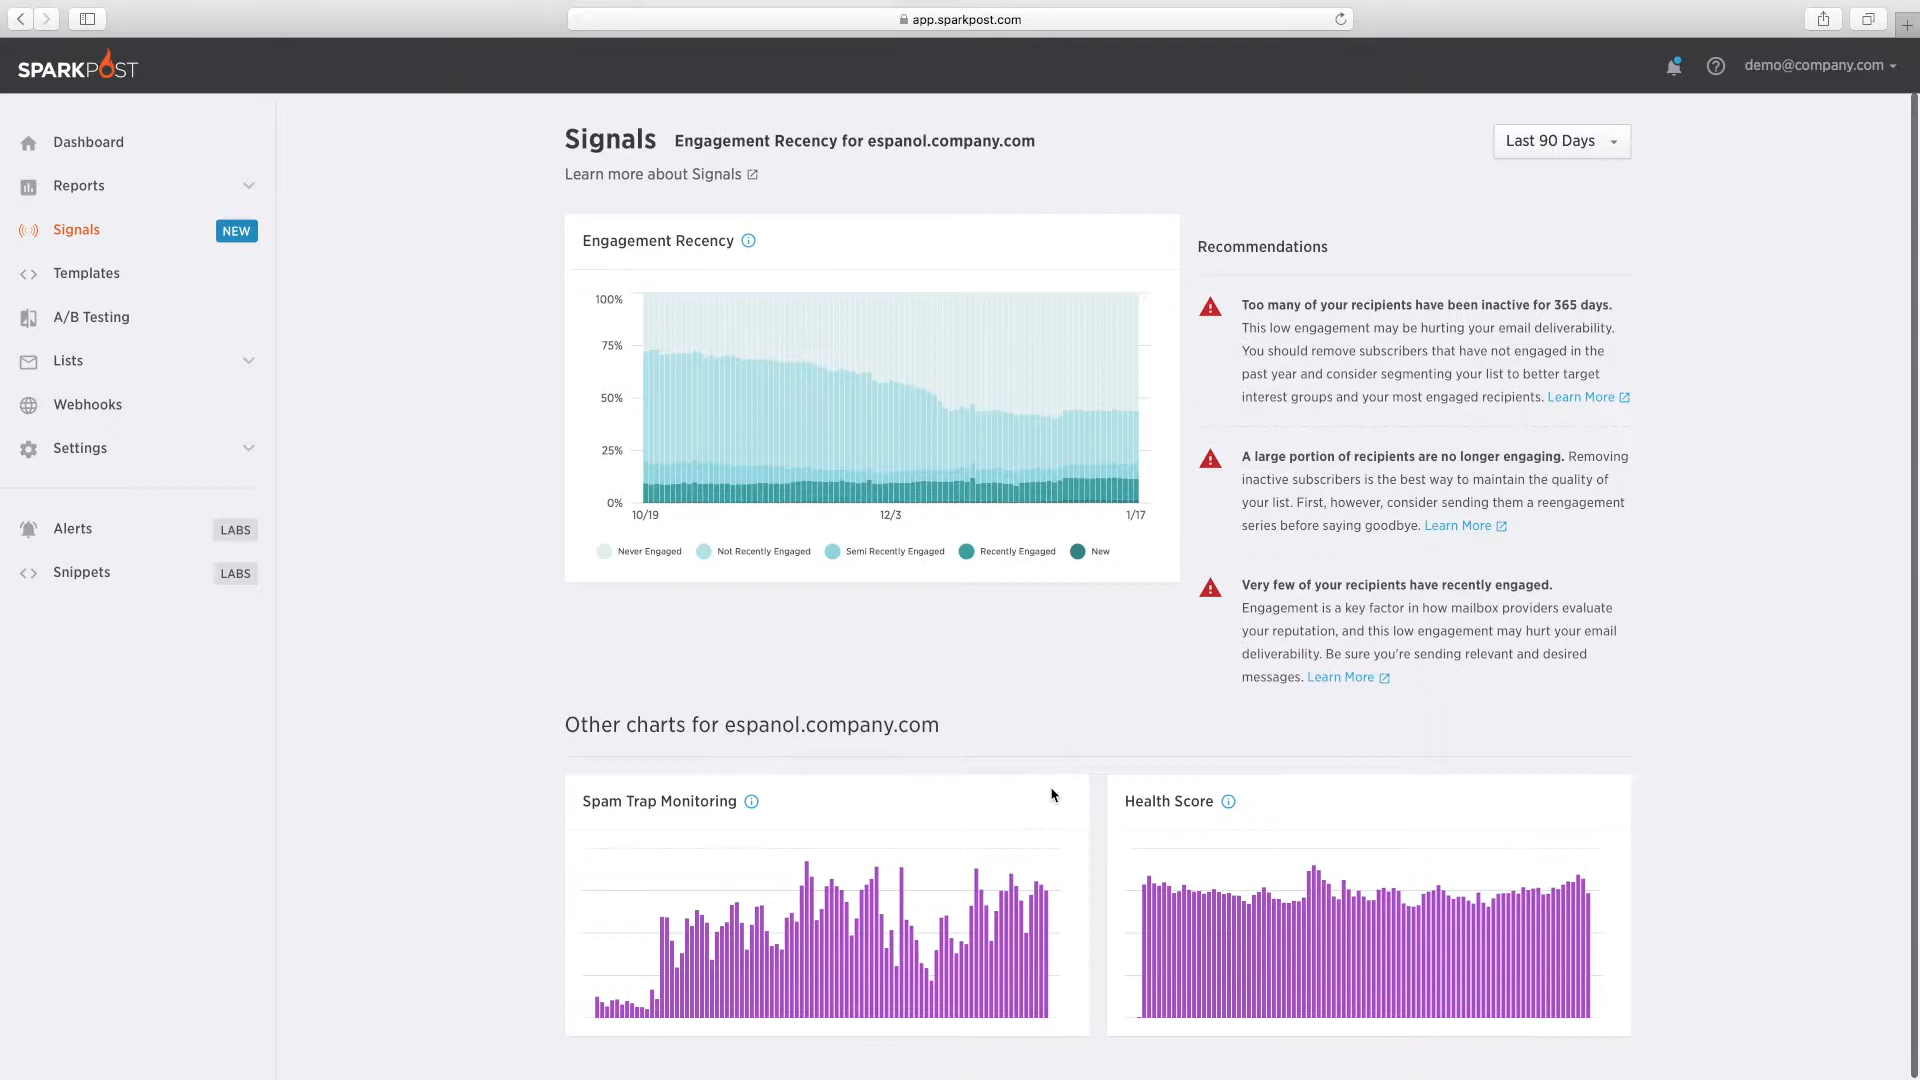 app.sparkpost.com
SPARKPOST
demo@company.com
Dashboard
Reports
Signals NEW
Templates
A/B Testing
Lists
Webhooks
Settings
Alerts LABS
Snippets LABS
Signals Engagement Recency for espanol.company.com
Last 90 Days
Learn more about Signals
Engagement Recency
100%
75%
50%
25%
0%
10/19 12/3 1/17
Never Engaged Not Recently Engaged Semi Recently Engaged Recently Engaged New
Recommendations
Too many of your recipients have been inactive for 365 days.
This low engagement may be hurting your email deliverability.
You should remove subscribers that have not engaged in the
past year and consider segmenting your list to better target
interest groups and your most engaged recipients. Learn More
A large portion of recipients are no longer engaging. Removing
inactive subscribers is the best way to maintain the quality of
your list. First, however, consider sending them a reengagement
series before saying goodbye. Learn More
Very few of your recipients have recently engaged.
Engagement is a key factor in how mailbox providers evaluate
your reputation, and this low engagement may hurt your email
deliverability. Be sure you're sending relevant and desired
messages. Learn More
Other charts for espanol.company.com
Spam Trap Monitoring
Health Score